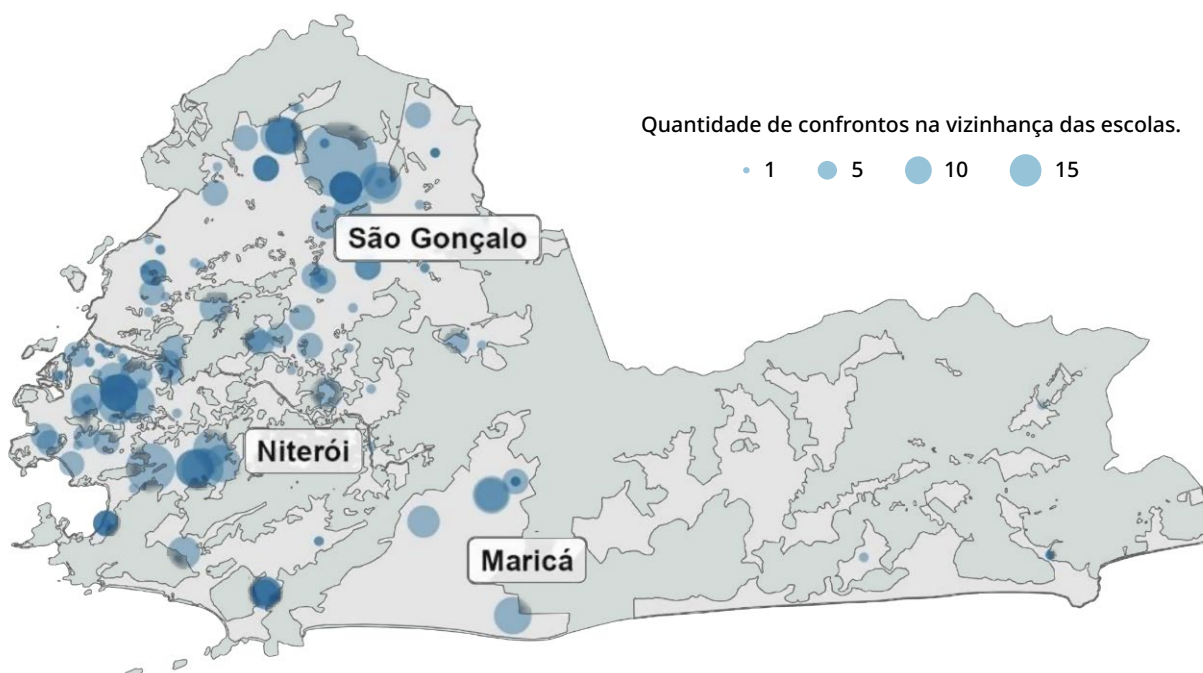 Quantidade de confrontos na vizinhança das escolas.
1 5 10 15
São Gonçalo
Niterói
Maricá